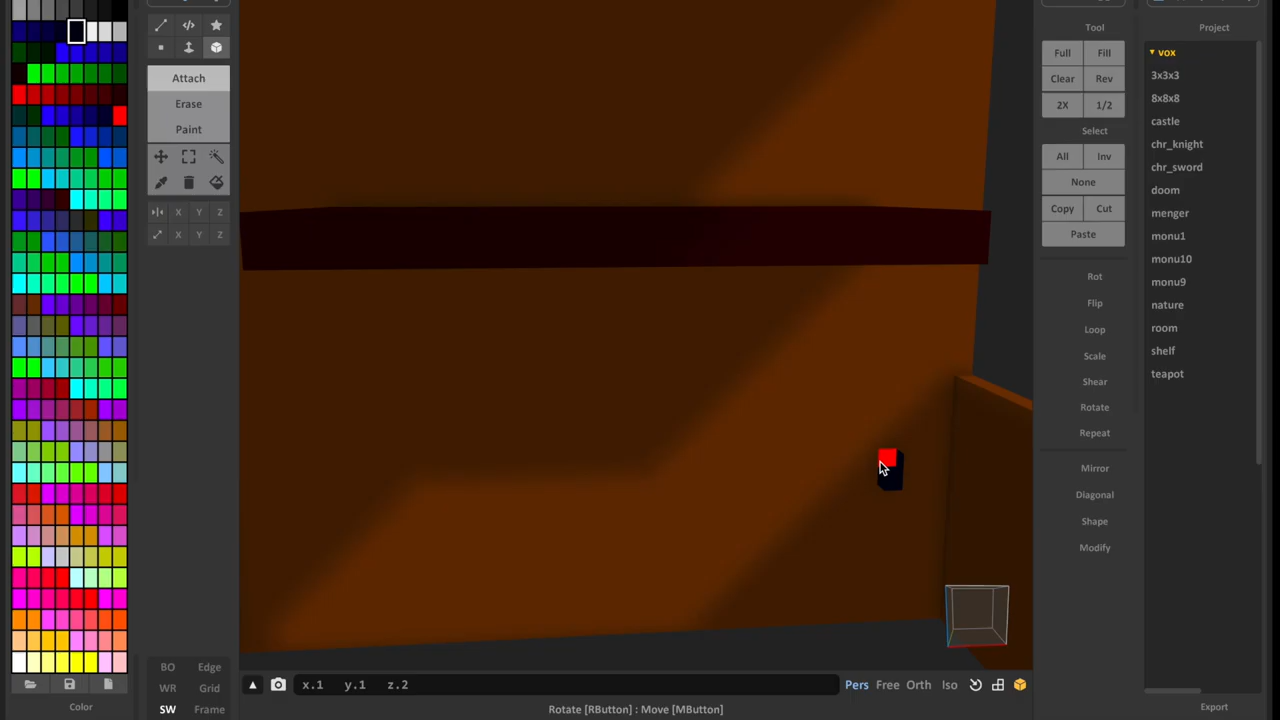 Tool
Project
Full Fill
Clear Rev
2X 1/2
Select
All Inv
None
Copy Cut
Paste
Rot
Flip
Loop
Scale
Shear
Rotate
Repeat
Mirror
Diagonal
Shape
Modify
vox
3x3x3
8x8x8
castle
chr_knight
chr_sword
doom
menger
monu1
monu10
monu9
nature
room
shelf
teapot
Export
Attach
Erase
Paint
X Y Z
X Y Z
BO Edge
WR Grid
SW Frame
Color
x.1 y.1 z.2
Pers Free Orth Iso
Rotate [RButton] : Move [MButton]